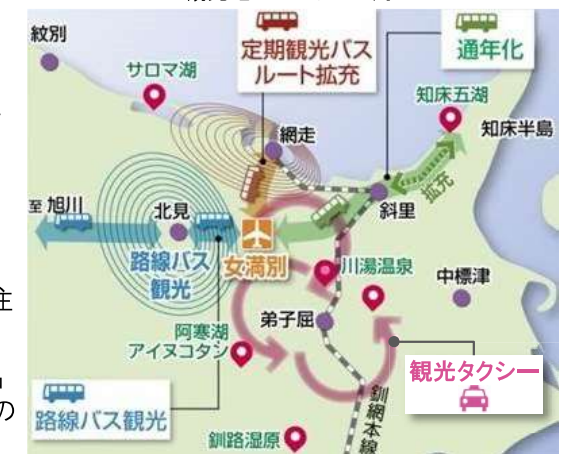 紋別
サロマ湖
定期観光バス
ルート拡充
通年化
知床五湖
知床半島
網走
拡充
斜里
至 旭川
北見
路線バス
観光
女満別
川湯温泉
中標津
弟子屈
阿寒湖
アイヌコタン
観光タクシー
路線バス観光
釧網本線
釧路湿原
主
の